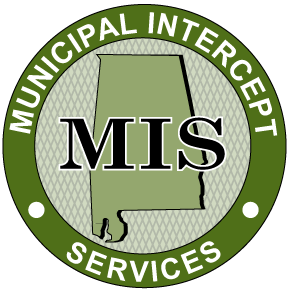 MUNICIPAL INTERCEPT
MIS
SERVICES